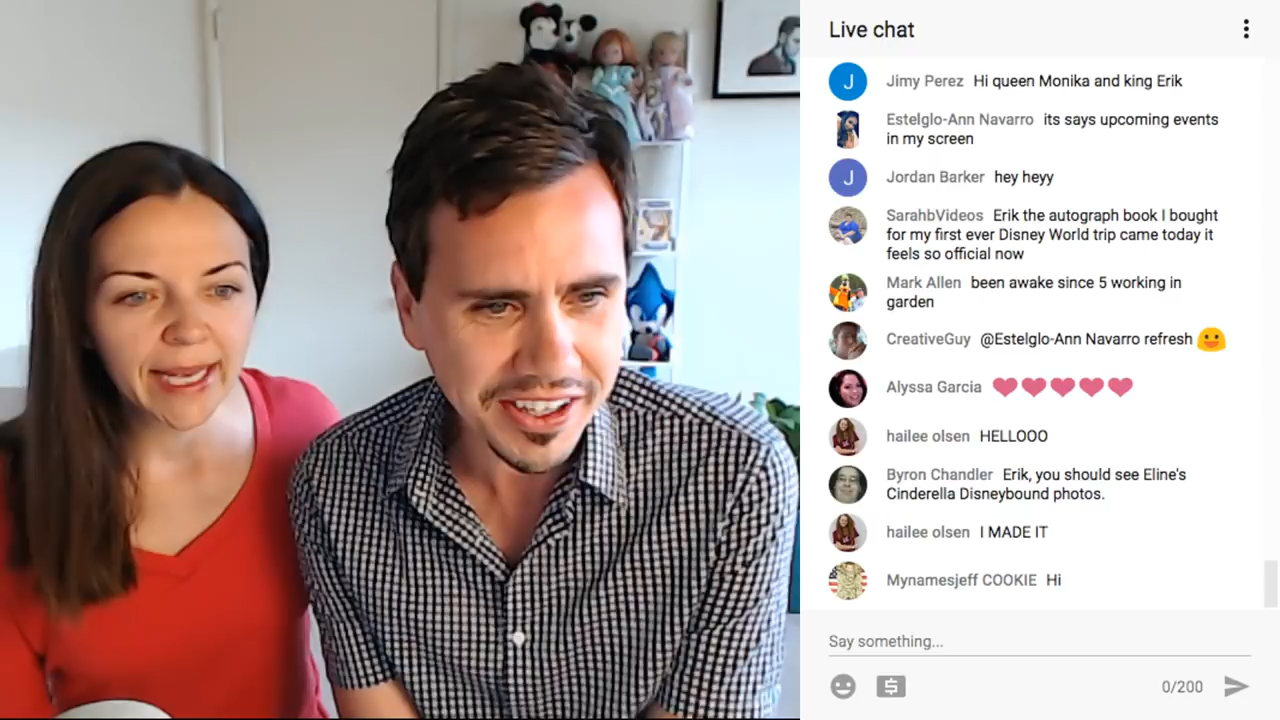 Live chat
J Jimy Perez Hi queen Monika and king Erik
Estelglo-Ann Navarro its says upcoming events
in my screen
J Jordan Barker hey heyy
SarahbVideos Erik the autograph book I bought
for my first ever Disney World trip came today it
feels so official now
Mark Allen been awake since 5 working in
garden
CreativeGuy @Estelglo-Ann Navarro refresh
Alyssa Garcia
hailee olsen HELLOOO
Byron Chandler Erik, you should see Eline's
Cinderella Disneybound photos.
hailee olsen I MADE IT
Mynamesjeff COOKIE Hi
Say something...
$ 0/200